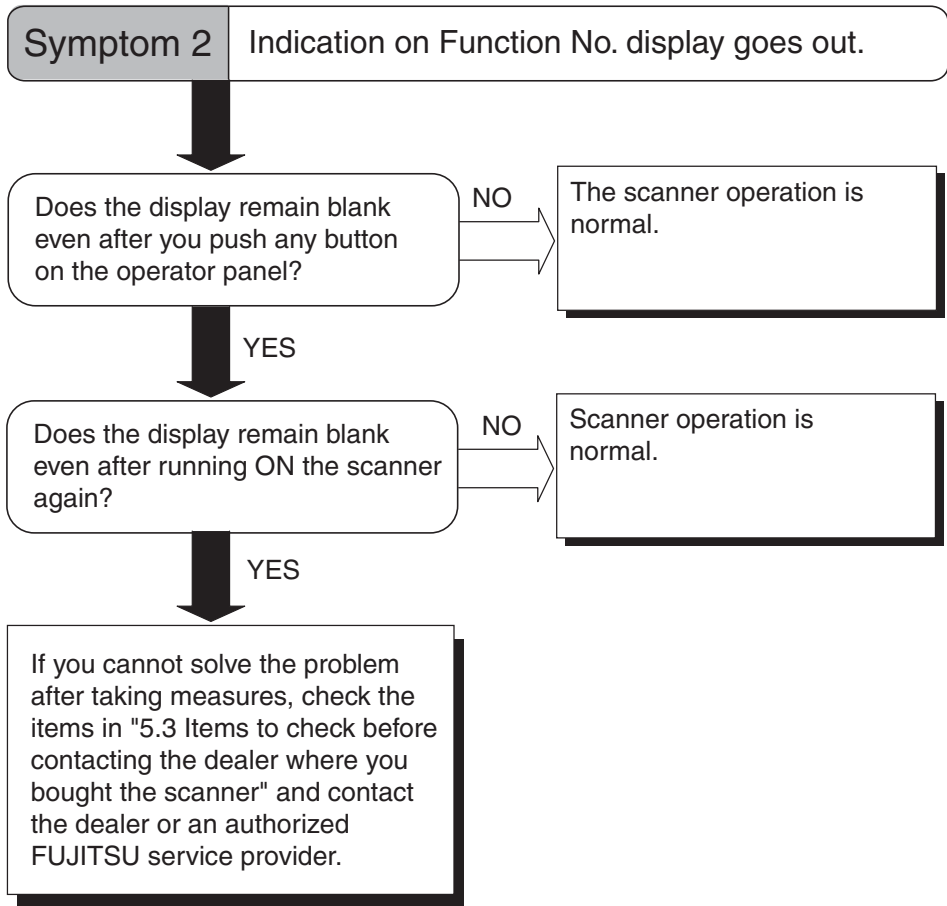 Symptom 2 Indication on Function No. display goes out.
Does the display remain blank
even after you push any button
on the operator panel?
NO
The scanner operation is
normal.
YES
Does the display remain blank
even after running ON the scanner
again?
NO
Scanner operation is
normal.
YES
If you cannot solve the problem
after taking measures, check the
items in "5.3 Items to check before
contacting the dealer where you
bought the scanner" and contact
the dealer or an authorized
FUJITSU service provider.